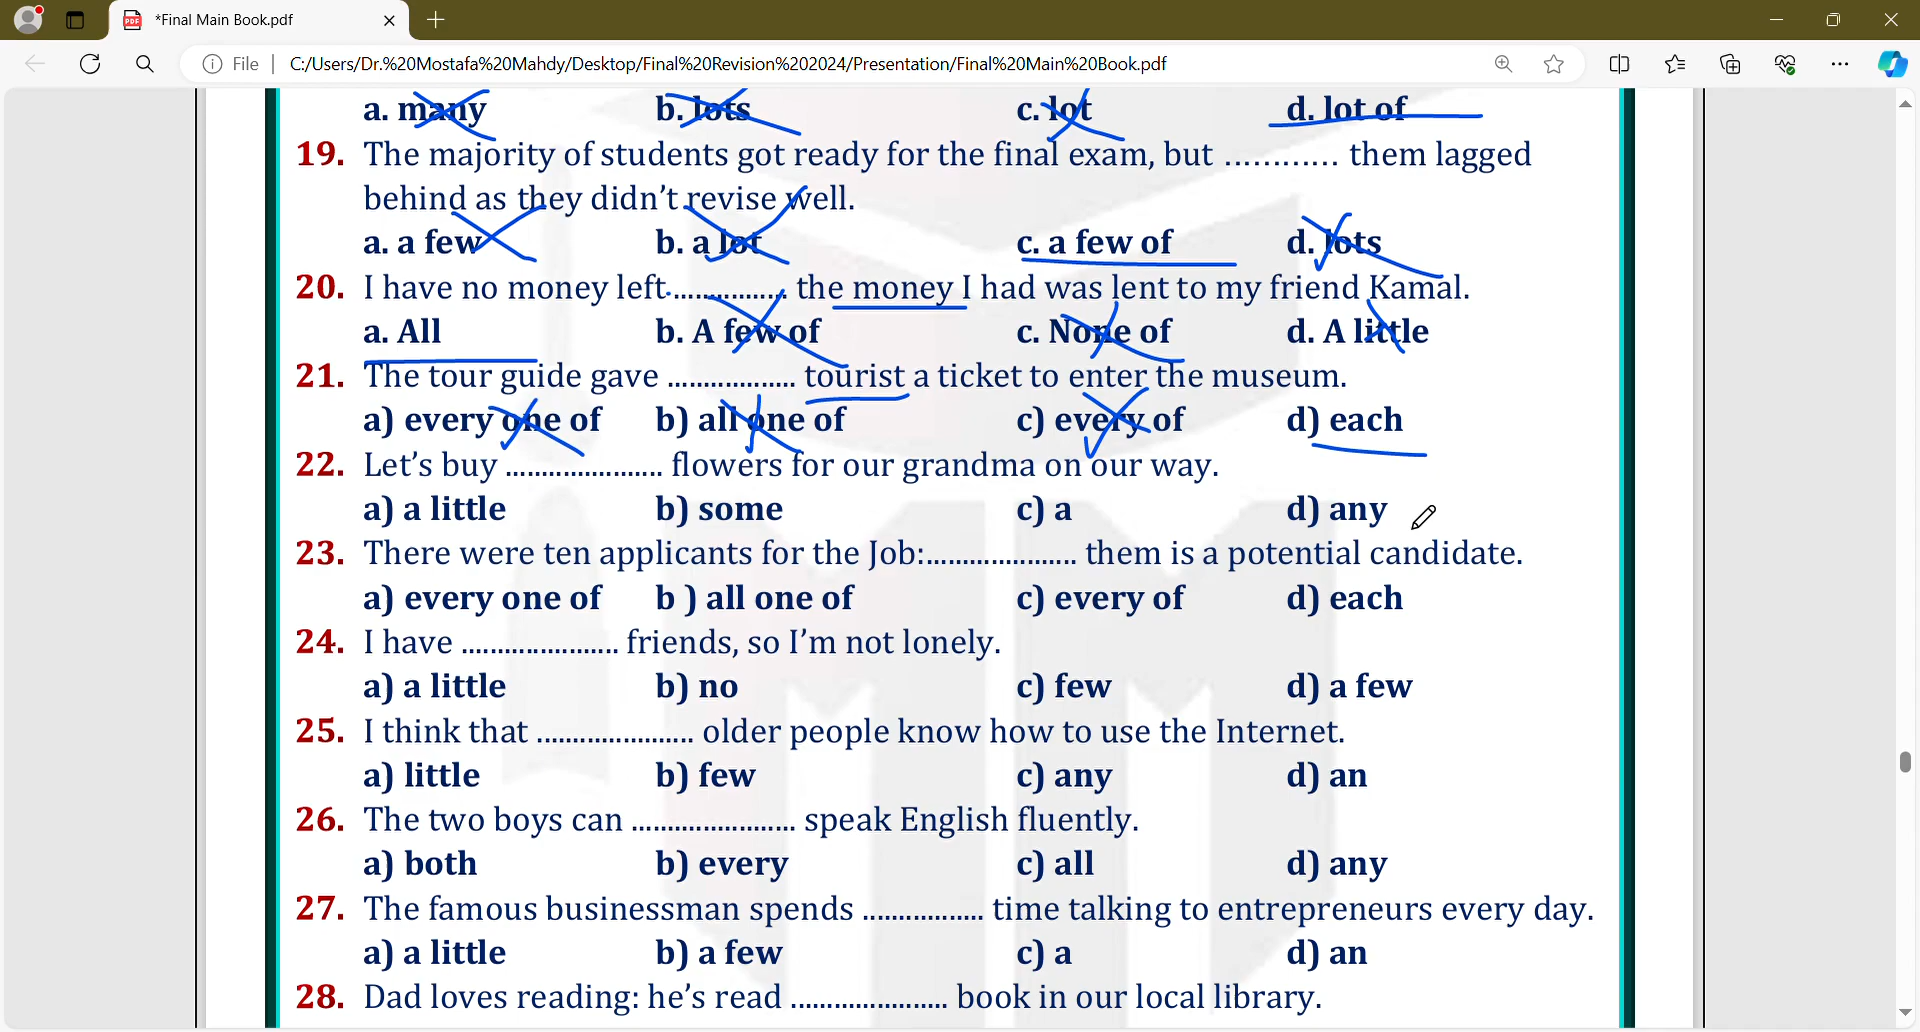 *Final Main Book.pdf
File | C:/Users/Dr.%20Mostafa%20Mahdy/Desktop/Final%20Revision%202024/Presentation/Final%20Main%20Book.pdf
a. many b. lots c. lot d. lot of
19. The majority of students got ready for the final exam, but ............ them lagged
behind as they didn't revise well.
a. a few b. a lot c. a few of d. lots
20. I have no money left................ the money I had was lent to my friend Kamal.
a. All b. A few of c. None of d. A little
21. The tour guide gave .................. tourist a ticket to enter the museum.
a) every one of b) all one of c) every of d) each
22. Let's buy ...................... flowers for our grandma on our way.
a) a little b) some c) a d) any
23. There were ten applicants for the Job:..................... them is a potential candidate.
a) every one of b ) all one of c) every of d) each
24. I have ...................... friends, so I'm not lonely.
a) a little b) no c) few d) a few
25. I think that ...................... older people know how to use the Internet.
a) little b) few c) any d) an
26. The two boys can ....................... speak English fluently.
a) both b) every c) all d) any
27. The famous businessman spends ................. time talking to entrepreneurs every day.
a) a little b) a few c) a d) an
28. Dad loves reading: he's read ...................... book in our local library.